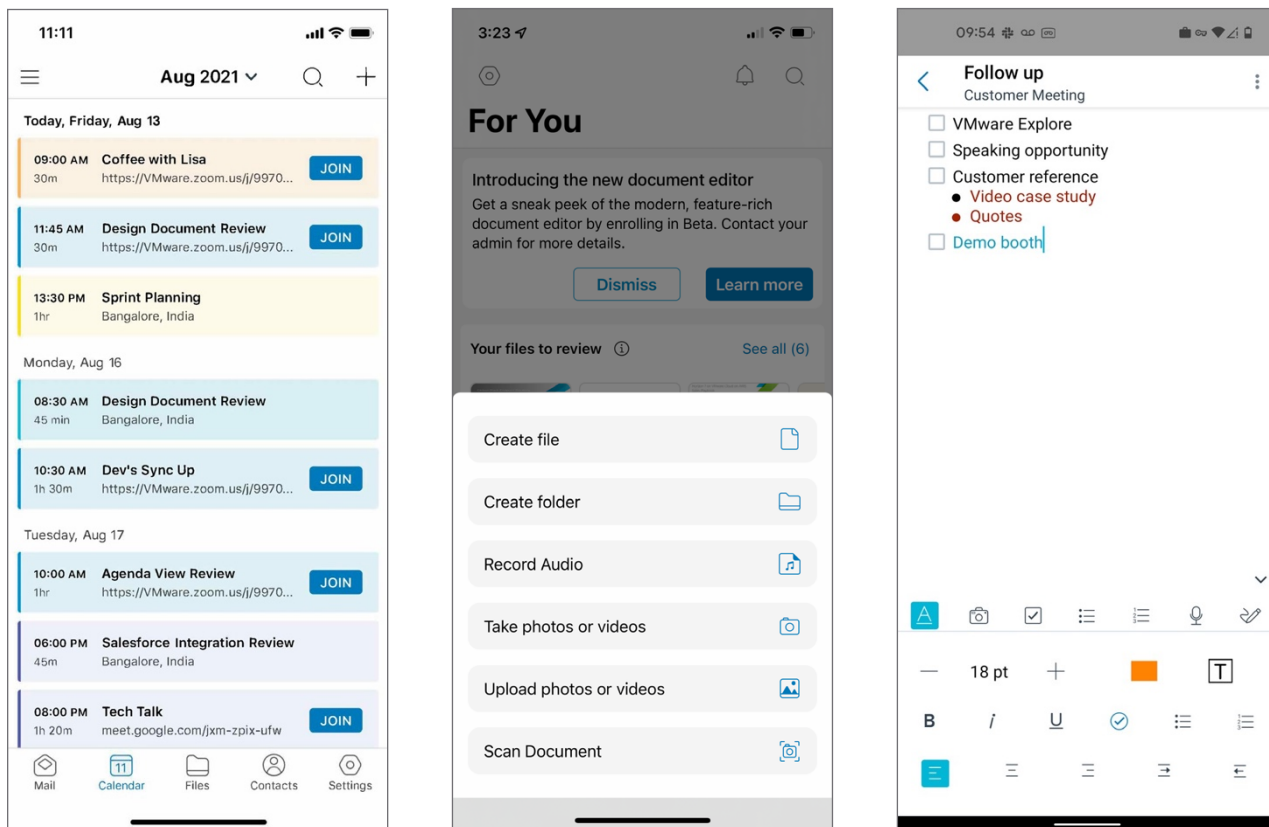 11:11
Aug 2021
Today, Friday, Aug 13
09:00 AM Coffee with Lisa
30m https://VMware.zoom.us/j/9970...
JOIN
11:45 AM Design Document Review
30m https://VMware.zoom.us/j/9970...
JOIN
13:30 PM Sprint Planning
1hr Bangalore, India
Monday, Aug 16
08:30 AM Design Document Review
45 min Bangalore, India
10:30 AM Dev's Sync Up
1h 30m https://VMware.zoom.us/j/9970...
JOIN
Tuesday, Aug 17
10:00 AM Agenda View Review
1hr https://VMware.zoom.us/j/9970...
JOIN
06:00 PM Salesforce Integration Review
45m Bangalore, India
08:00 PM Tech Talk
1h 20m meet.google.com/jxm-zpix-ufw
JOIN
11
Mail Calendar Files Contacts Settings
3:23
For You
Introducing the new document editor
Get a sneak peek of the modern, feature-rich
document editor by enrolling in Beta. Contact your
admin for more details.
Dismiss Learn more
Your files to review See all (6)
Create file
Create folder
Record Audio
Take photos or videos
Upload photos or videos
Scan Document
09:54
Follow up
Customer Meeting
VMware Explore
Speaking opportunity
Customer reference
Video case study
Quotes
Demo booth
A
18 pt T
B i U